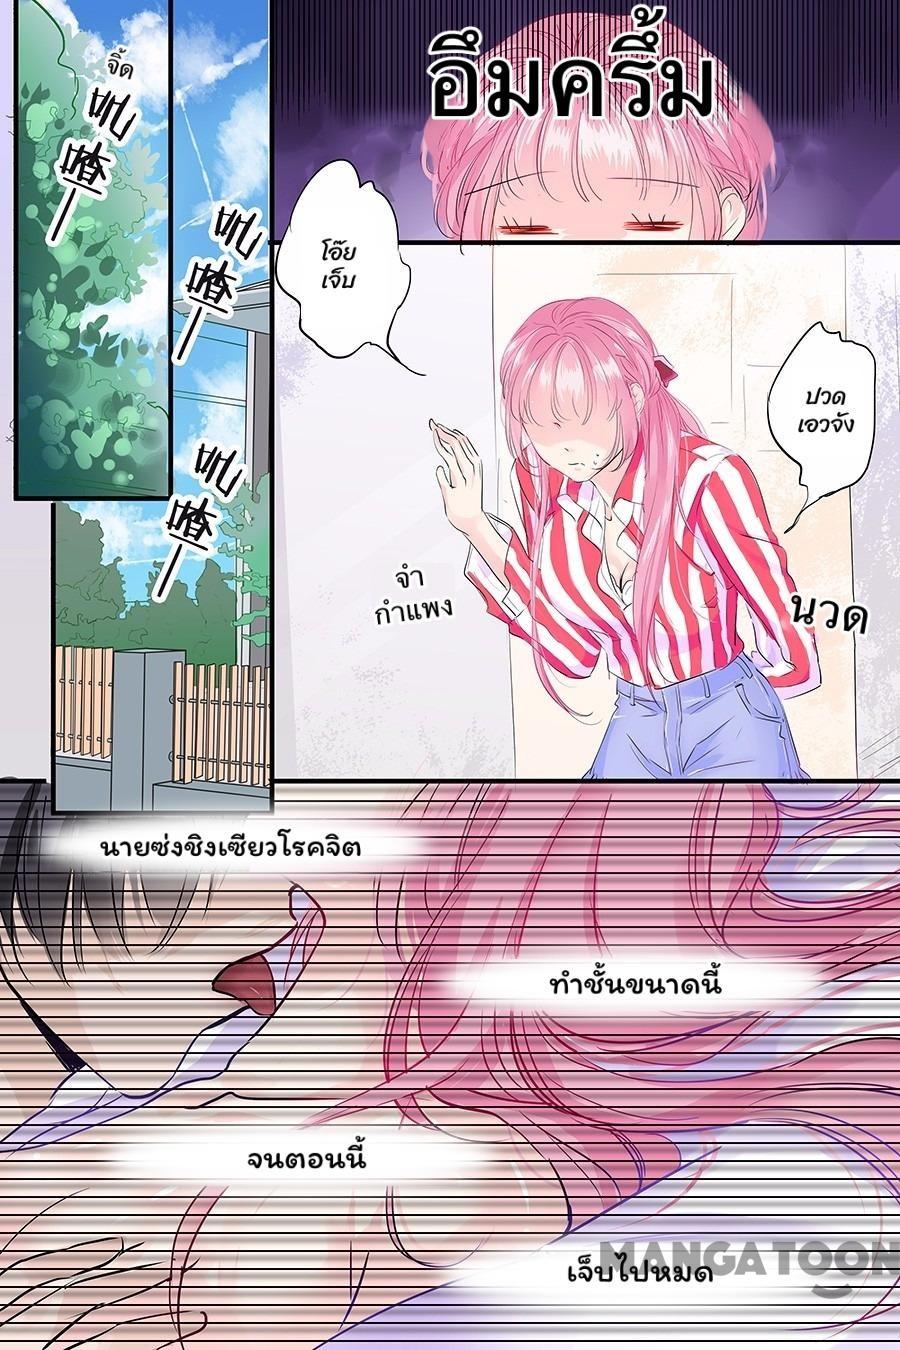 อึมครึ้ม
จิ้ด
叽
喳
叽
喳
叽
喳
โอ๊ย
เจ็บ
ปวด
เอวจัง
จำ
กำแพง
นวด
นายซ่งชิงเซียวโรคจิต
ทำชั้นขนาดนี้
จนตอนนี้
เจ็บไปหมด
MANGATOON